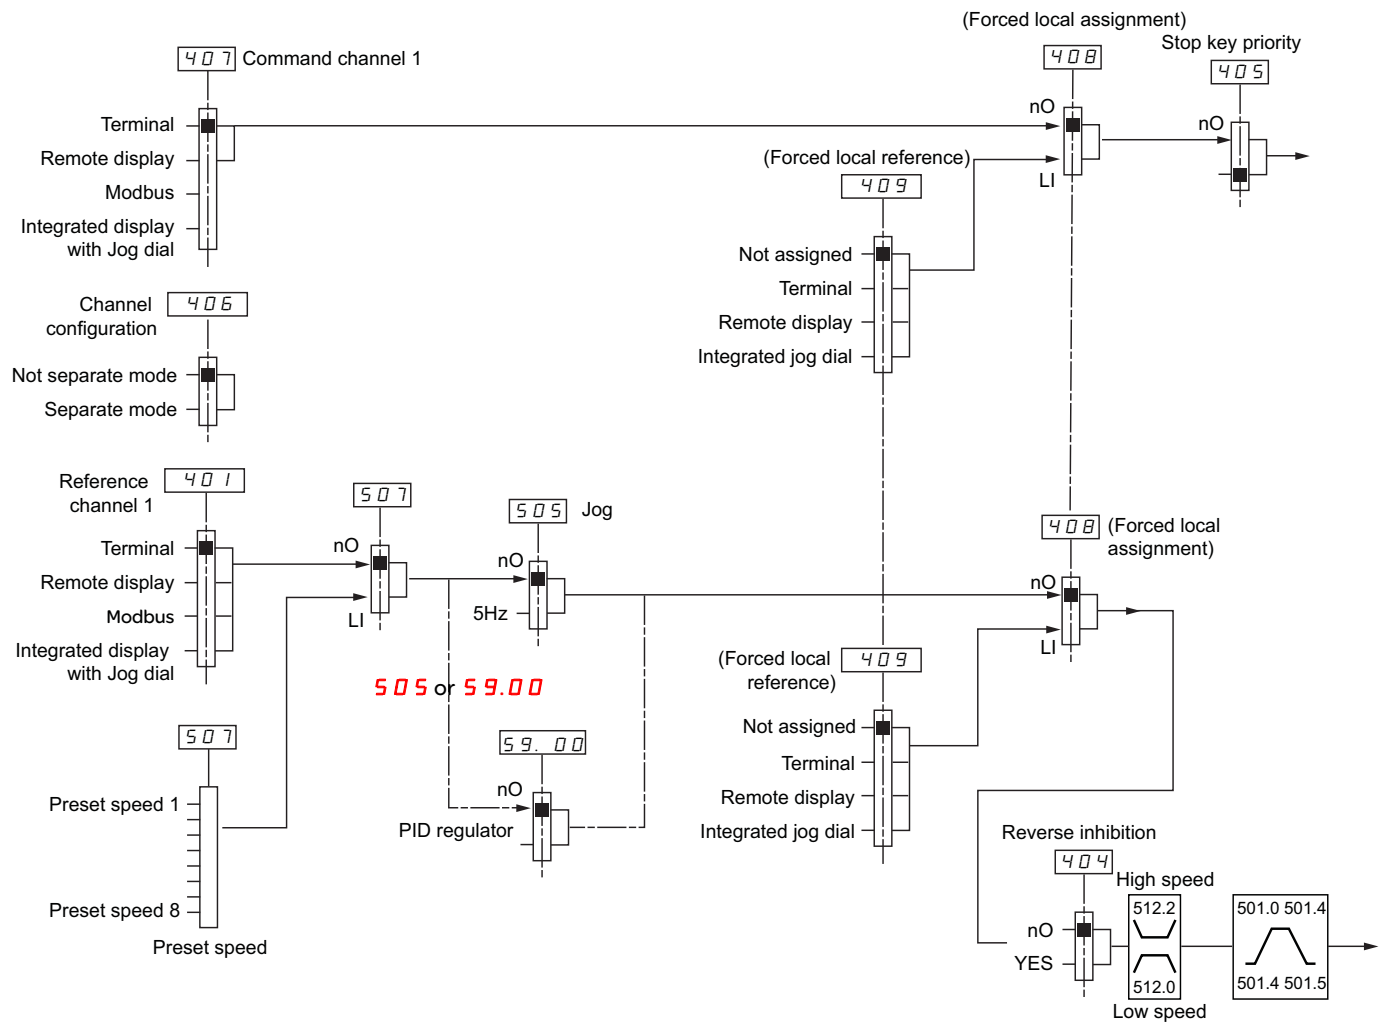 (Forced local assignment)
407 Command channel 1
408
Stop key priority
405
nO
nO
LI
Terminal
Remote display
Modbus
Integrated display
with Jog dial
(Forced local reference)
409
Not assigned
Terminal
Remote display
Integrated jog dial
Channel
configuration
406
Not separate mode
Separate mode
Reference
channel 1
401
Terminal
Remote display
Modbus
Integrated display
with Jog dial
507
nO
LI
505 Jog
nO
5Hz
408 (Forced local
assignment)
nO
LI
505 or 59.00
507
Preset speed 1
Preset speed 8
Preset speed
59. 00
nO
PID regulator
(Forced local
reference)
409
Not assigned
Terminal
Remote display
Integrated jog dial
Reverse inhibition
404
nO
YES
High speed
512.2
512.0
Low speed
501.0 501.4
501.4 501.5